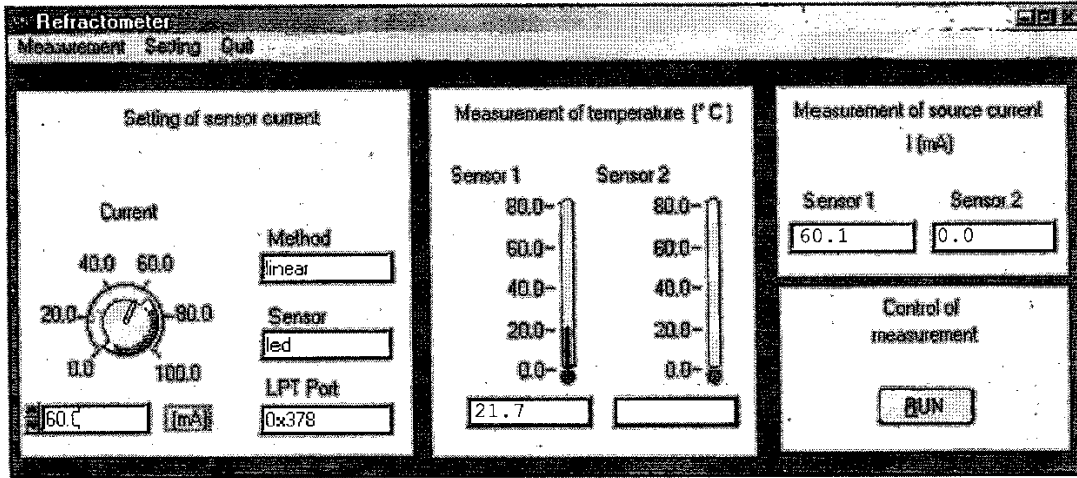 Refractometer
Measurement Setting Quit
Setting of sensor current
Current
40.0 60.0
20.0 80.0
0.0 100.0
60.0 [mA]
Method
linear
Sensor
led
LPT Port
0x378
Measurement of temperature [°C]
Sensor 1 Sensor 2
80.0 80.0
60.0 60.0
40.0 40.0
20.0 20.0
0.0 0.0
21.7
Measurement of source current
I [mA]
Sensor 1 Sensor 2
60.1 0.0
Control of
measurement
RUN